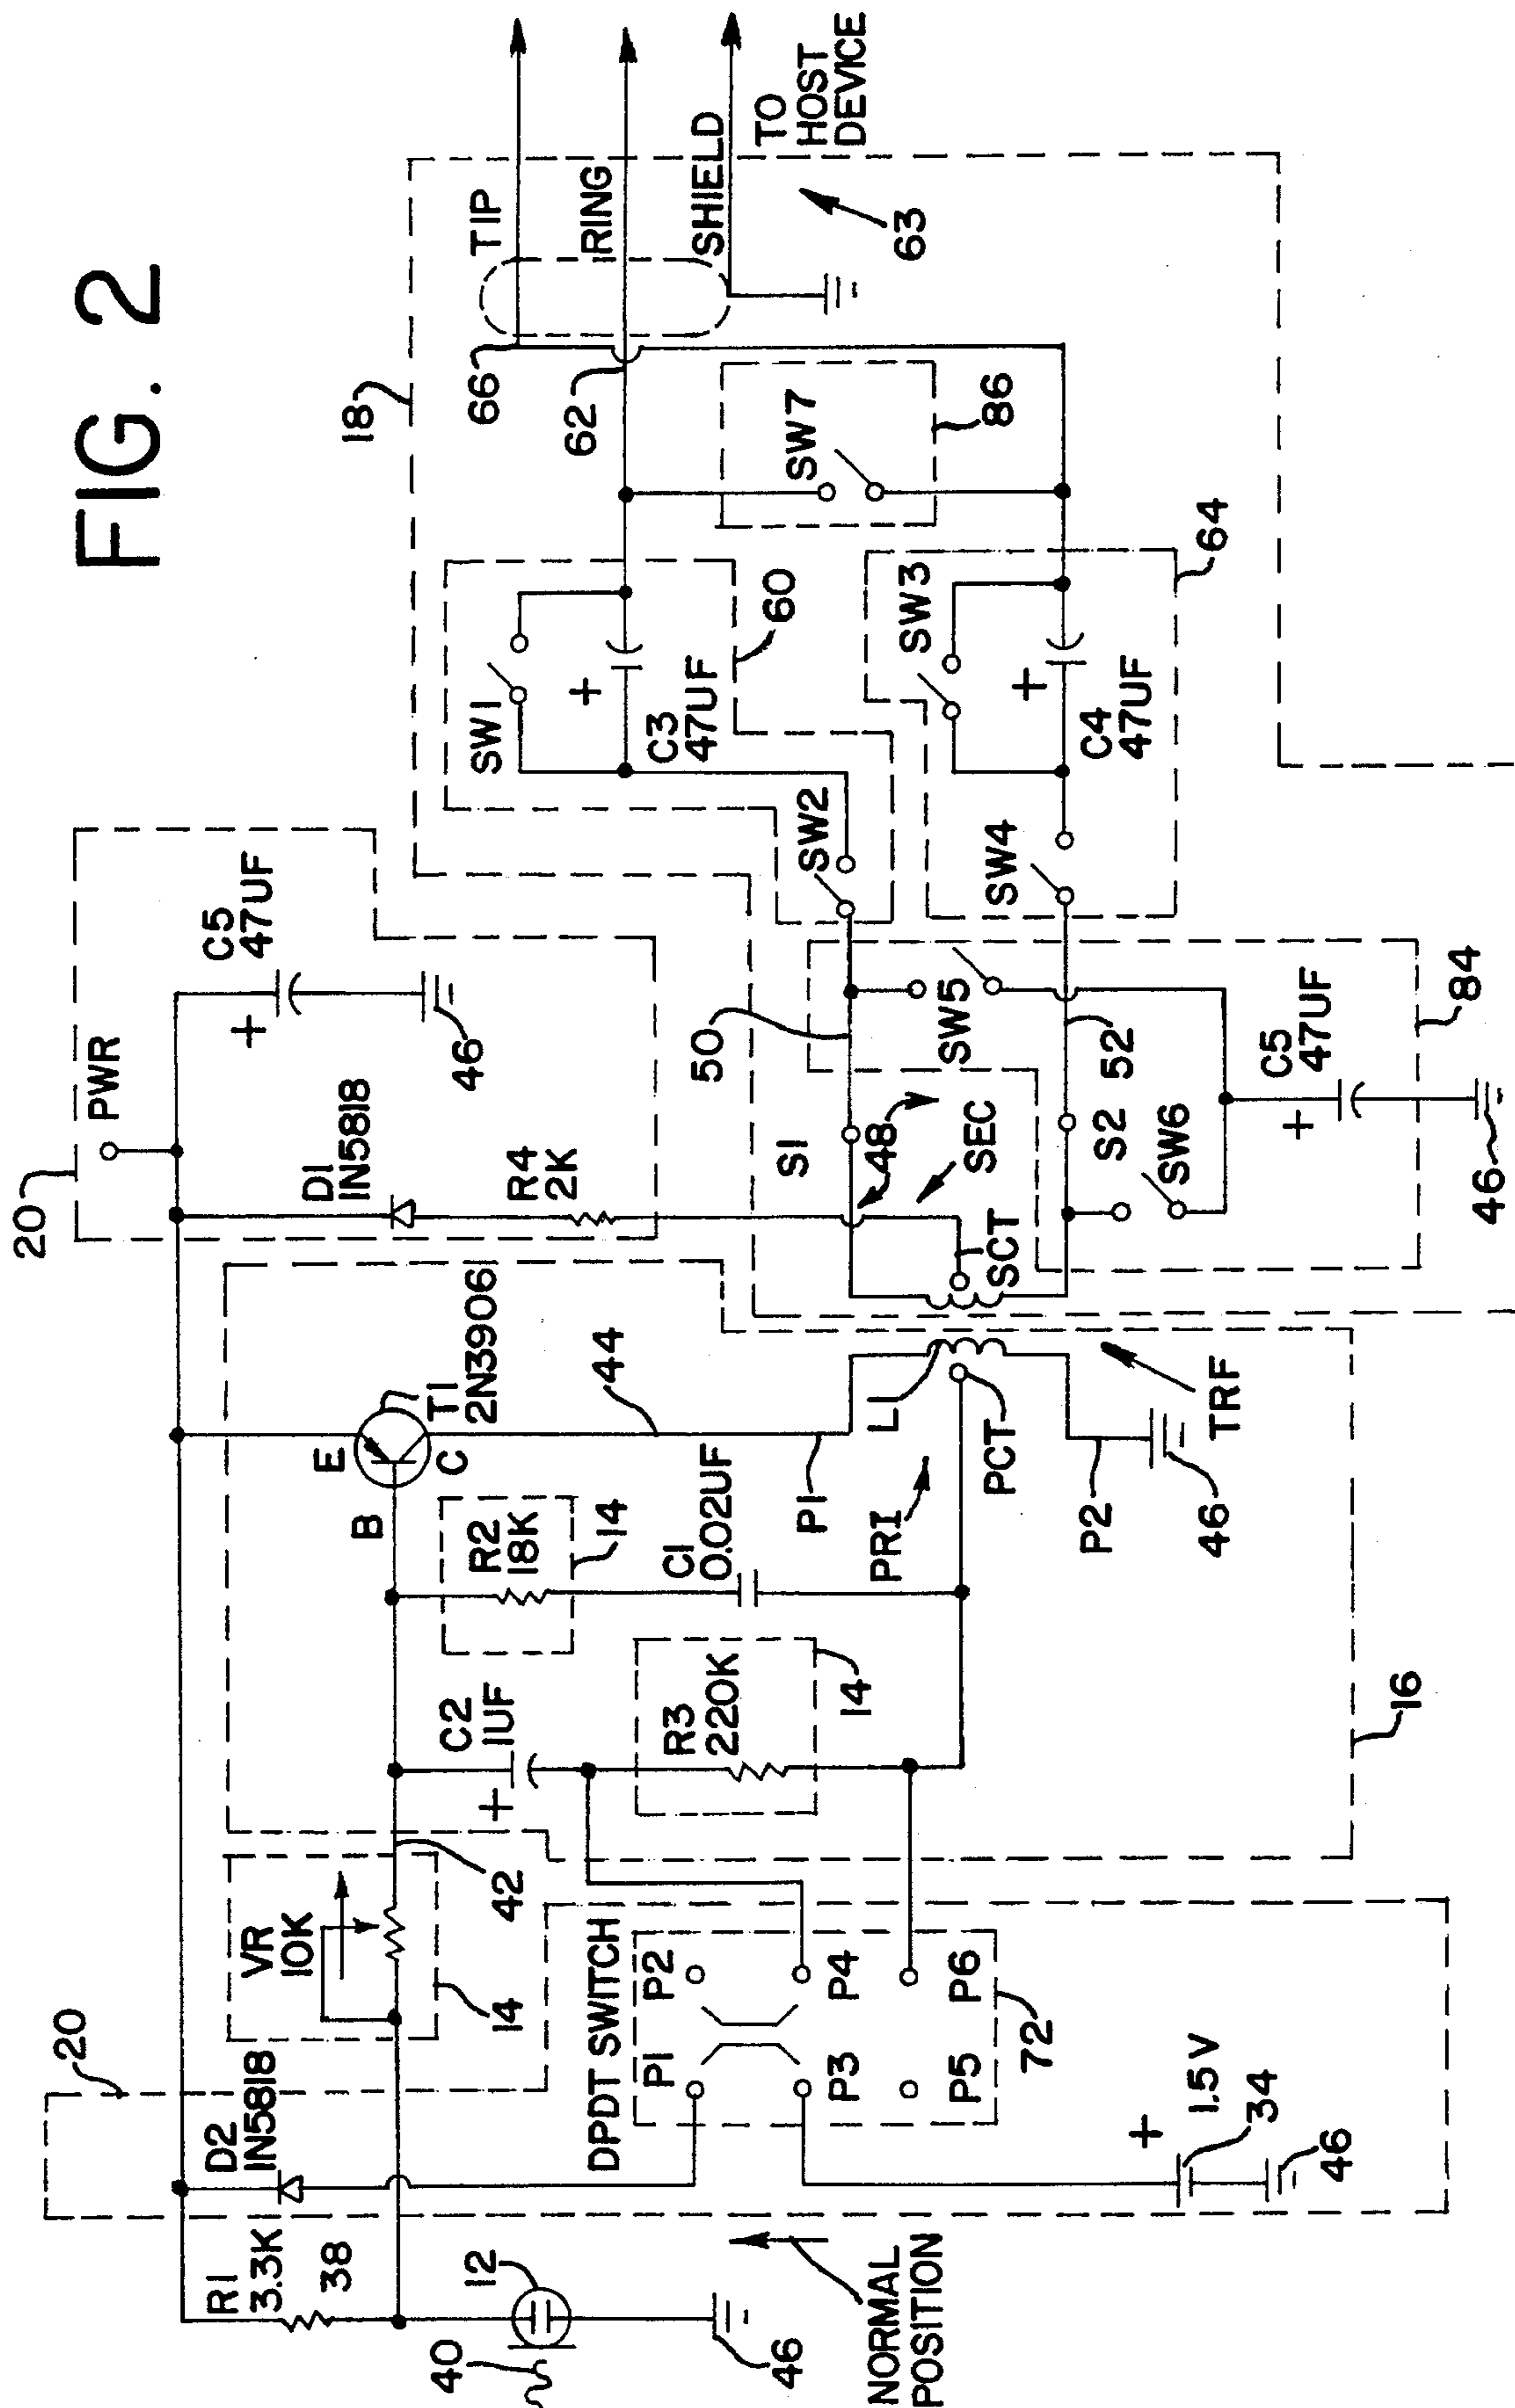 FIG. 2
20
D2
IN5818
R1
3.3K
38
40
12
46
NORMAL
POSITION
VR
10K
14
42
DPDT SWITCH
P1
P2
P3
P4
P5
P6
72
+
1.5V
34
46
C2
1UF
+
R3
220K
14
R2
18K
14
C1
0.02UF
B
E
C
T1
2N3906
44
P1
L1
PRI
PCT
P2
46
TRF
16
20
PWR
D1
IN5818
R4
2K
C5
47UF
+
46
50
S1
48
SEC
SCT
SW5
52
S2
SW6
C5
47UF
+
46
84
18
SW1
+
C3
47UF
60
SW2
SW3
+
C4
47UF
64
SW4
SW7
86
66
62
TIP
RING
SHIELD
63
TO
HOST
DEVICE